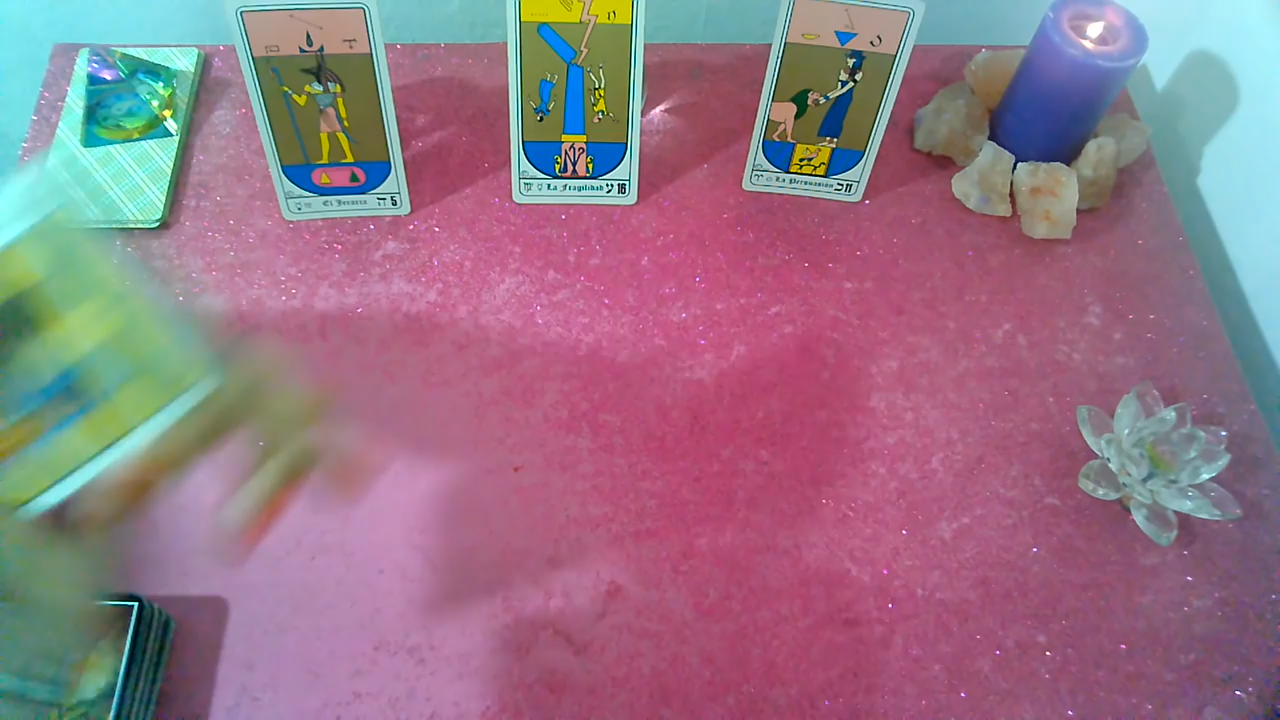 El Jerarca ה 5
La Fragilidad ע 16
La Persuasión כ 11